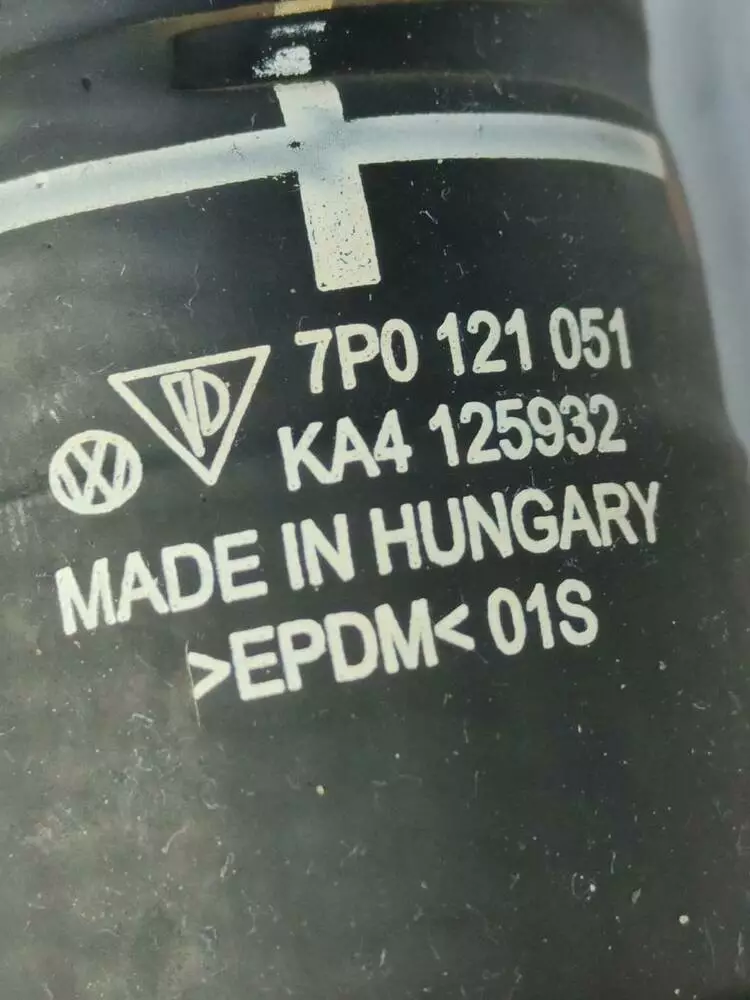 7P0 121 051
KA4 125932
MADE IN HUNGARY
>EPDM< 01S